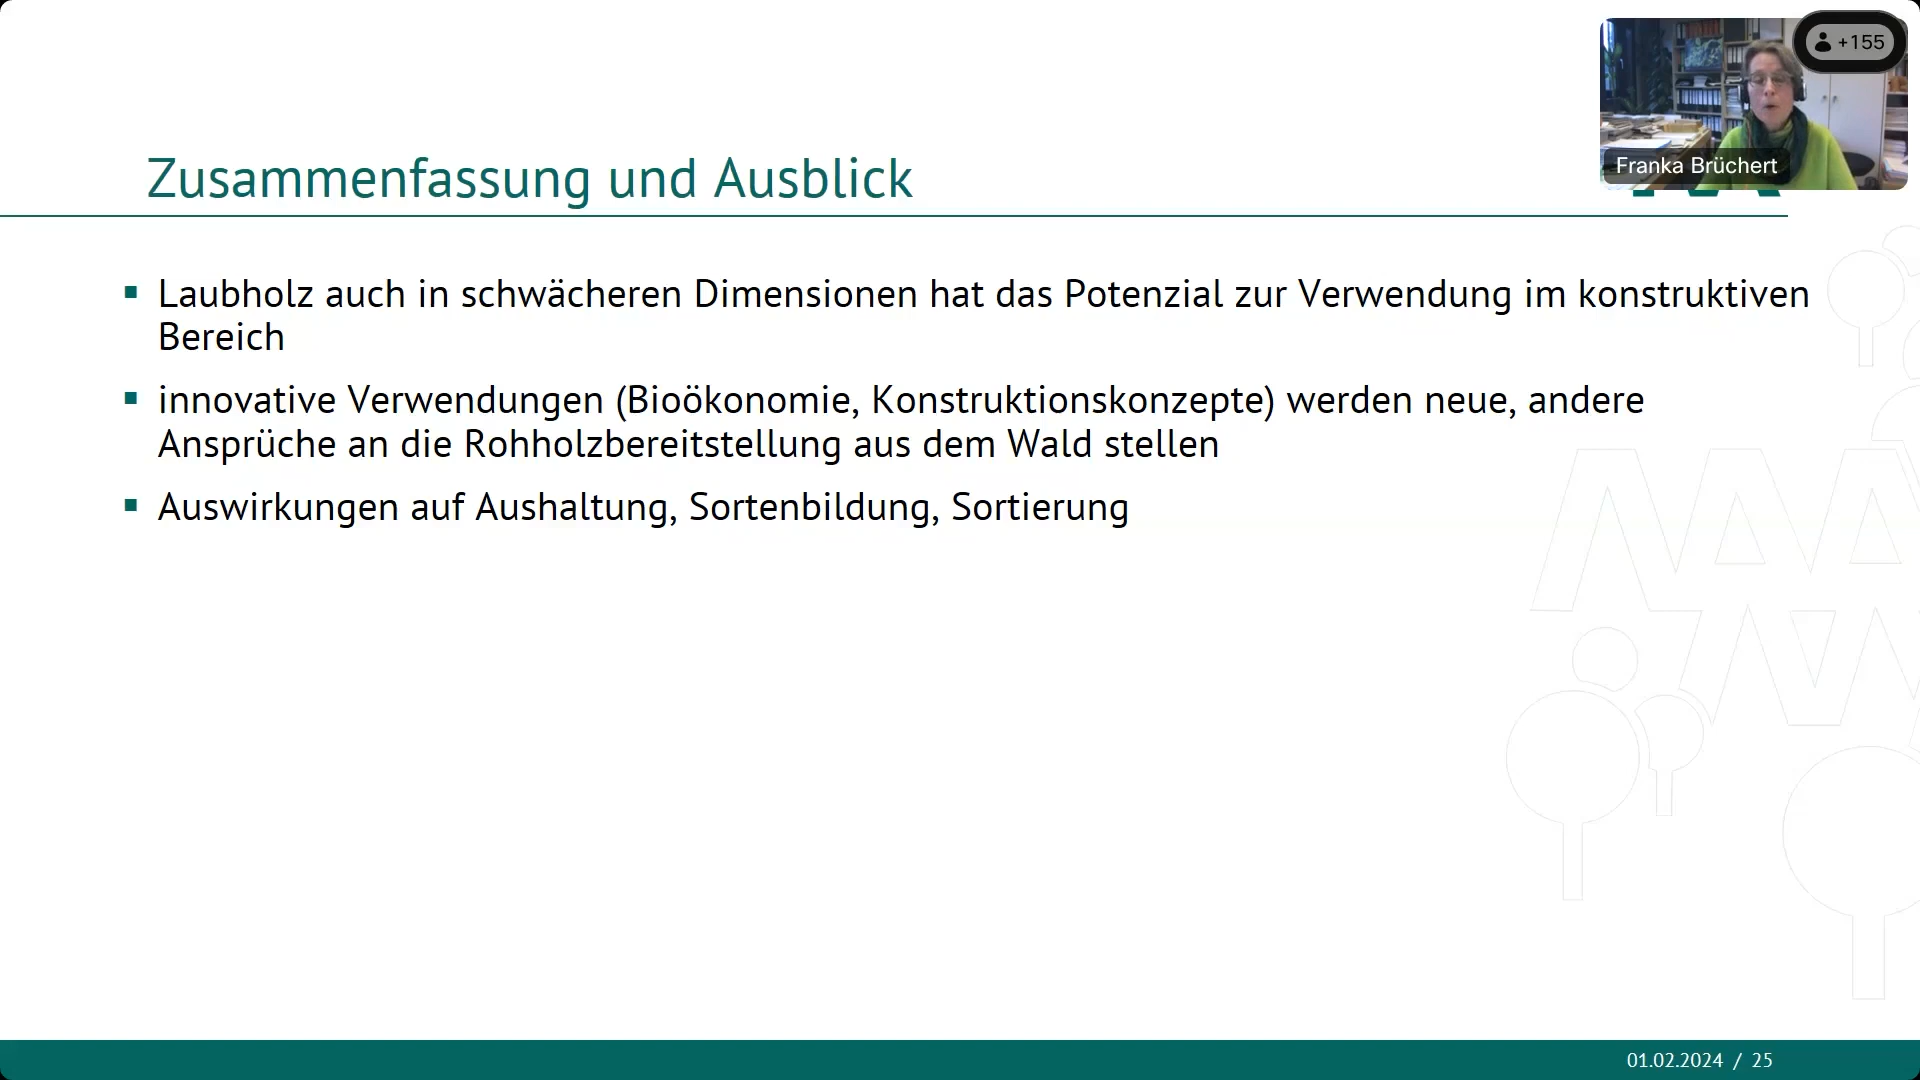 +155
Franka Brüchert
Zusammenfassung und Ausblick
▪ Laubholz auch in schwächeren Dimensionen hat das Potenzial zur Verwendung im konstruktiven
Bereich
▪ innovative Verwendungen (Bioökonomie, Konstruktionskonzepte) werden neue, andere
Ansprüche an die Rohholzbereitstellung aus dem Wald stellen
▪ Auswirkungen auf Aushaltung, Sortenbildung, Sortierung
01.02.2024 / 25